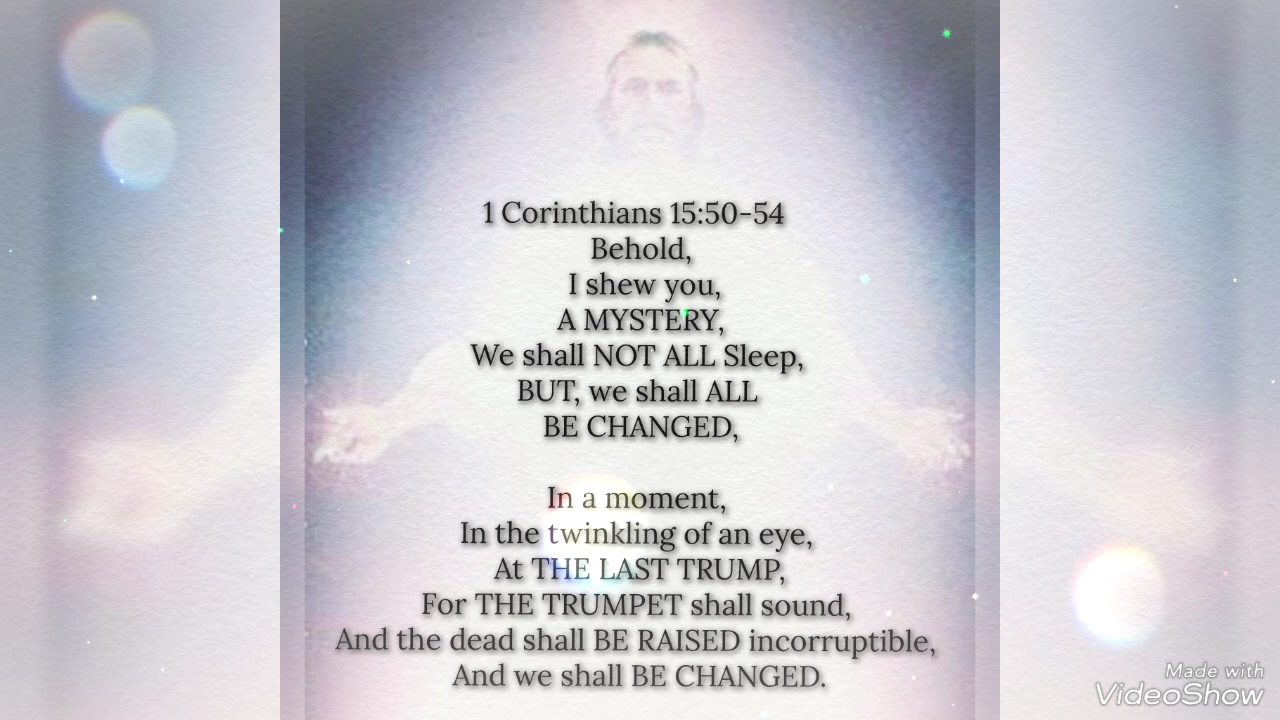 1 Corinthians 15:50-54
Behold,
I shew you,
A MYSTERY,
We shall NOT ALL Sleep,
BUT, we shall ALL
BE CHANGED,
In a moment,
In the twinkling of an eye,
At THE LAST TRUMP,
For THE TRUMPET shall sound,
And the dead shall BE RAISED incorruptible,
And we shall BE CHANGED.
Made with
VideoShow